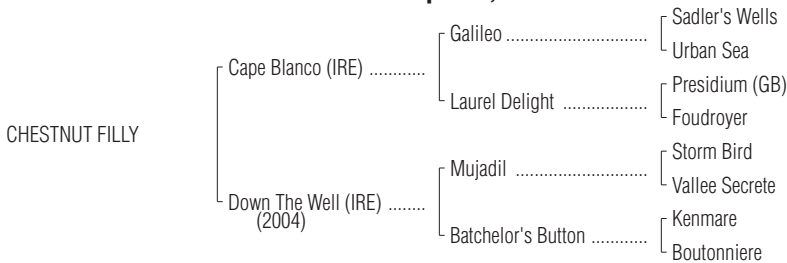 Sadler's Wells
Galileo ..............................
Urban Sea
Cape Blanco (IRE) ............
Presidium (GB)
Laurel Delight ..................
Foudroyer
CHESTNUT FILLY
Storm Bird
Mujadil ............................
Vallee Secrete
Down The Well (IRE) ........
(2004)
Kenmare
Batchelor's Button ............
Boutonniere